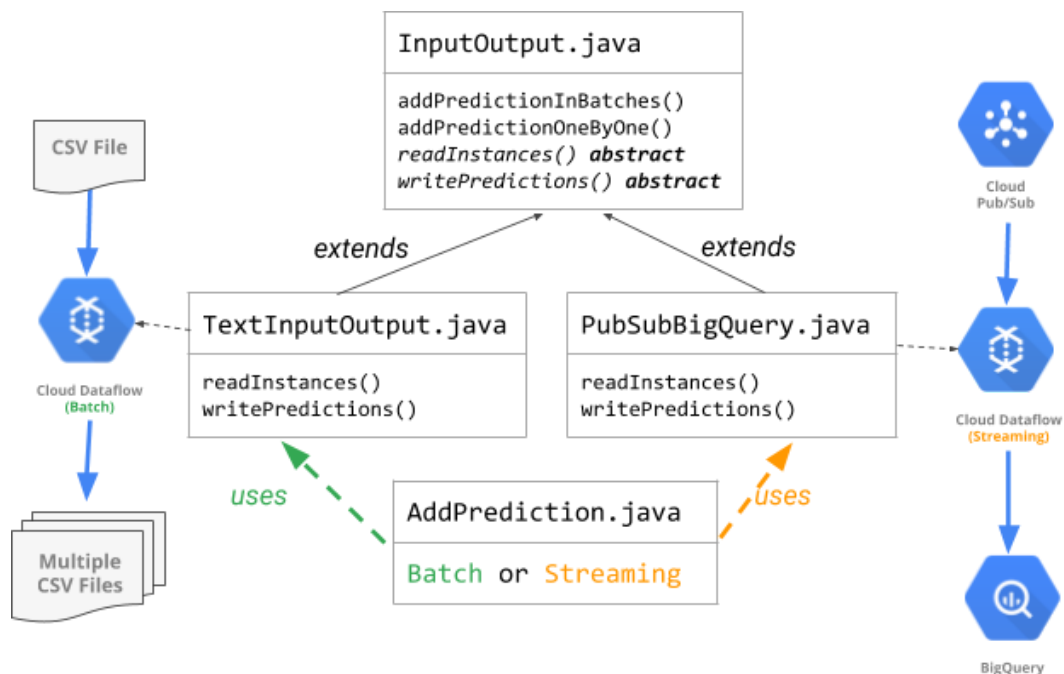 InputOutput.java
addPredictionInBatches()
addPredictionOneByOne()
readInstances() abstract
writePredictions() abstract
CSV File
Cloud
Pub/Sub
extends
extends
TextInputOutput.java
readInstances()
writePredictions()
PubSubBigQuery.java
readInstances()
writePredictions()
Cloud Dataflow
(Batch)
Cloud Dataflow
(Streaming)
uses
uses
AddPrediction.java
Batch or Streaming
Multiple
CSV Files
BigQuery